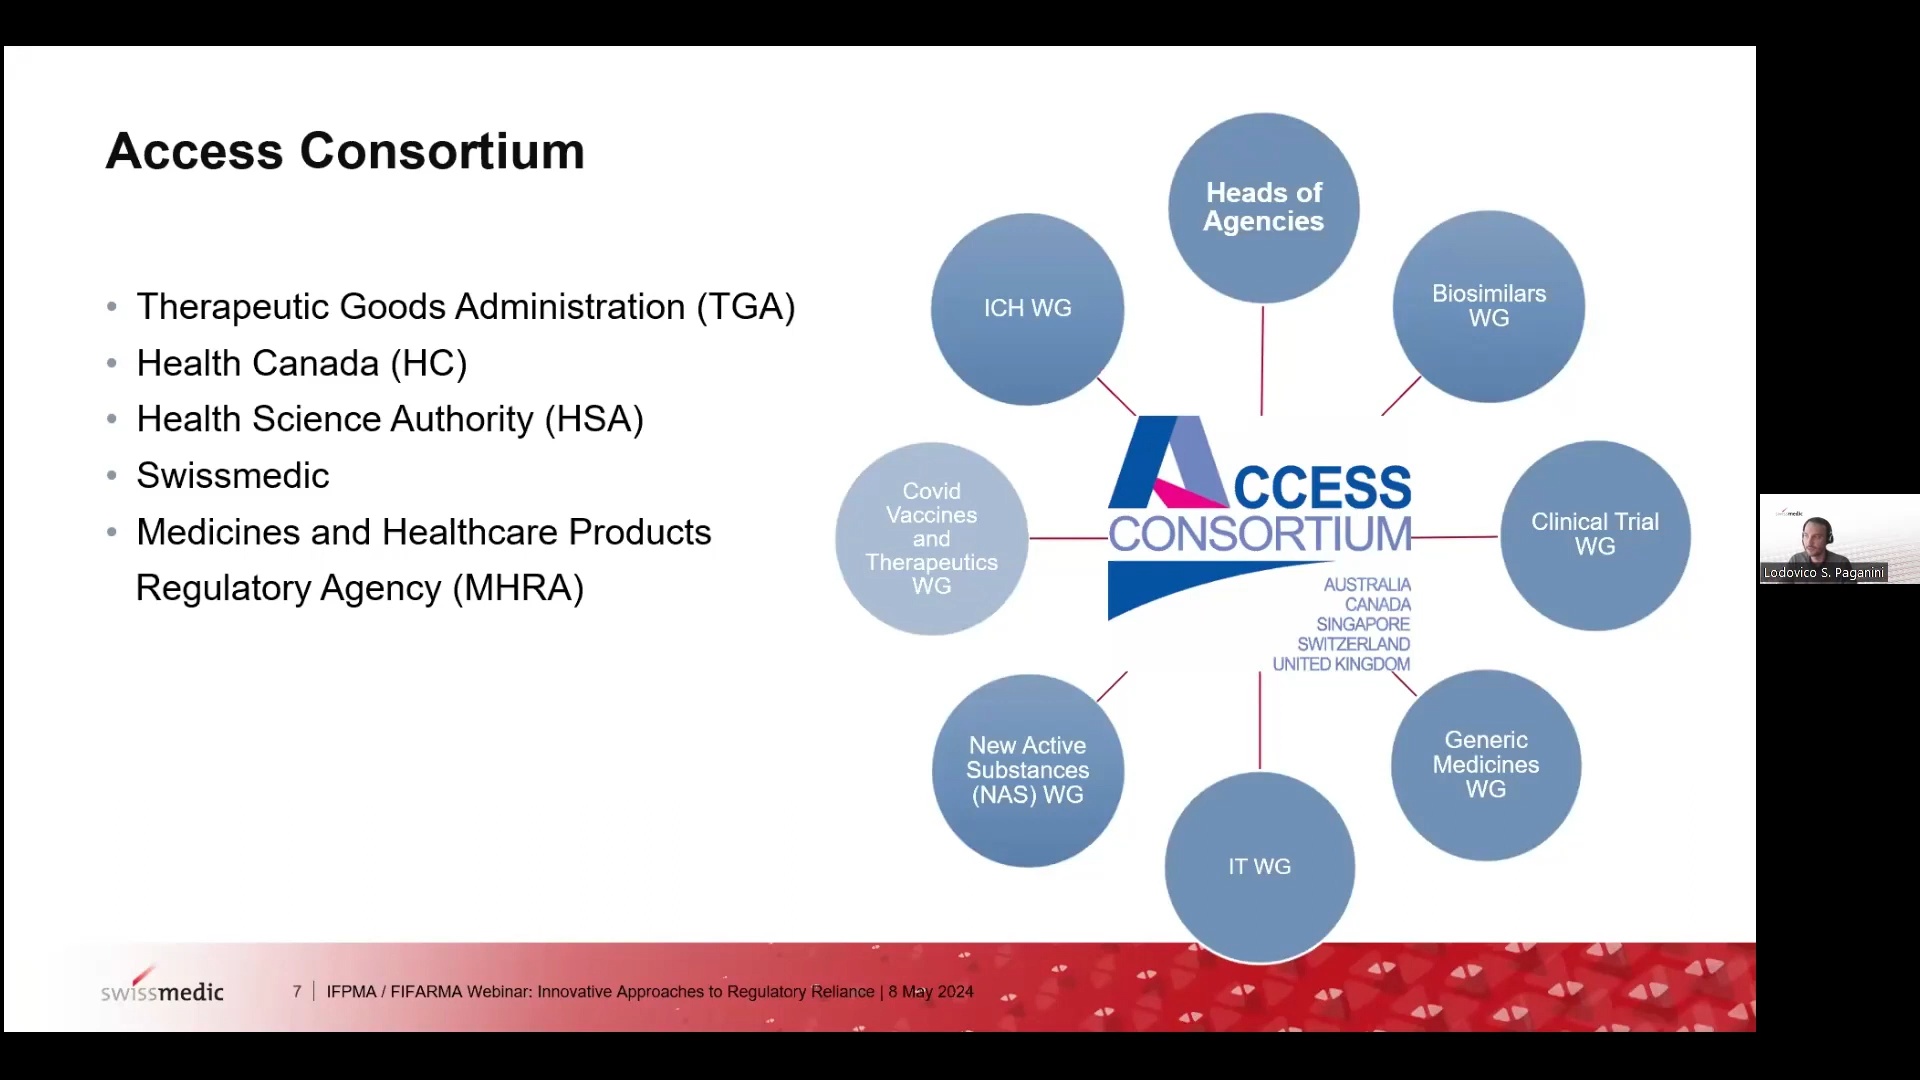 Access Consortium
• Therapeutic Goods Administration (TGA)
• Health Canada (HC)
• Health Science Authority (HSA)
• Swissmedic
• Medicines and Healthcare Products
Regulatory Agency (MHRA)
Heads of
Agencies
Biosimilars
WG
Clinical Trial
WG
Generic
Medicines
WG
IT WG
New Active
Substances
(NAS) WG
Covid
Vaccines
and
Therapeutics
WG
ICH WG
ACCESS
CONSORTIUM
AUSTRALIA
CANADA
SINGAPORE
SWITZERLAND
UNITED KINGDOM
swissmedic
7 | IFPMA / FIFARMA Webinar: Innovative Approaches to Regulatory Reliance | 8 May 2024
swissmedic
Lodovico S. Paganini